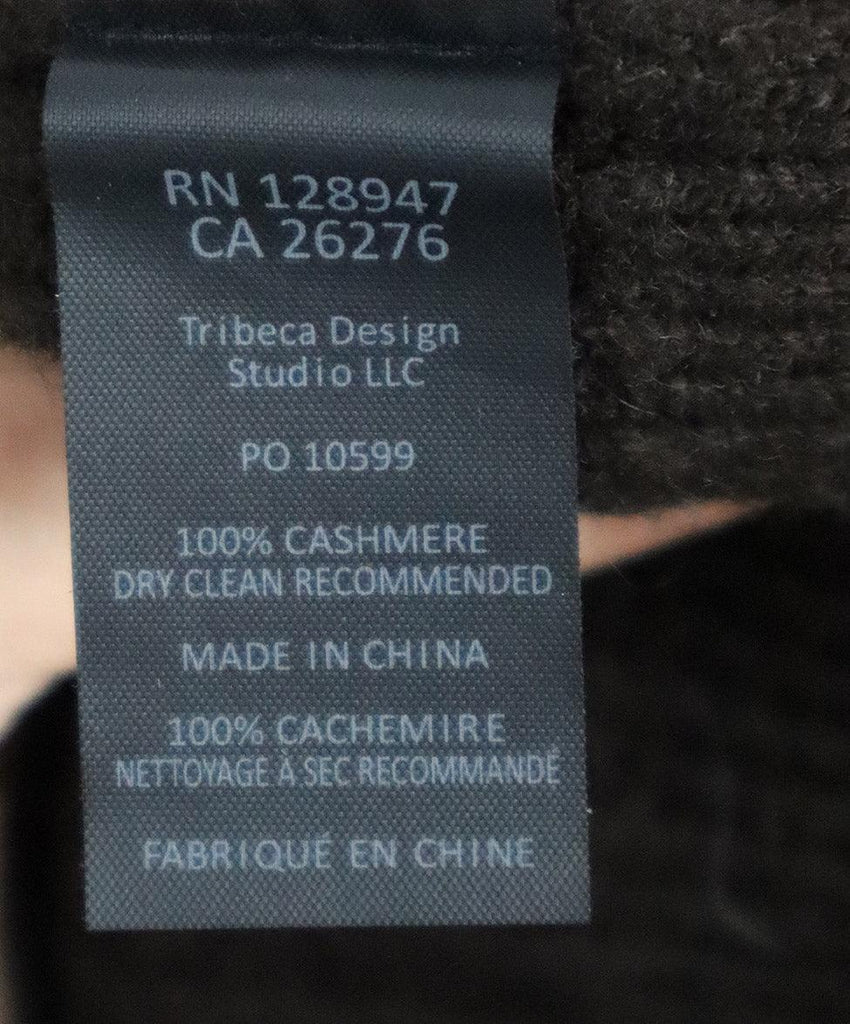 RN 128947
CA 26276
Tribeca Design
Studio LLC
PO 10599
100% CASHMERE
DRY CLEAN RECOMMENDED
MADE IN CHINA
100% CACHEMIRE
NETTOYAGE À SEC RECOMMANDÉ
FABRIQUÉ EN CHINE